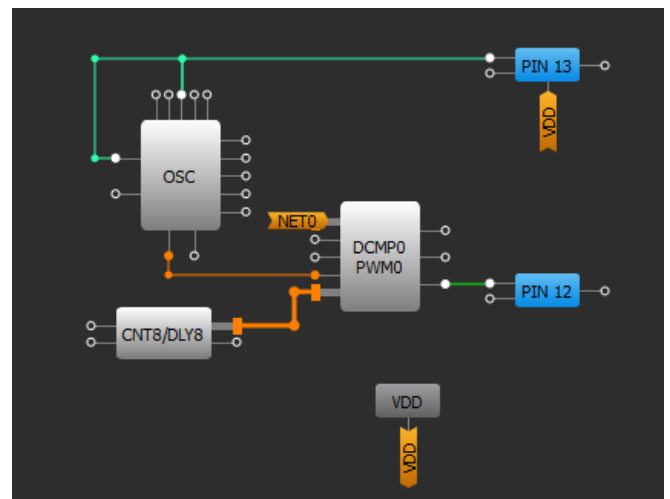 PIN 13
VDD
OSC
NET0
DCMP0
PWM0
PIN 12
CNT8/DLY8
VDD
VDD